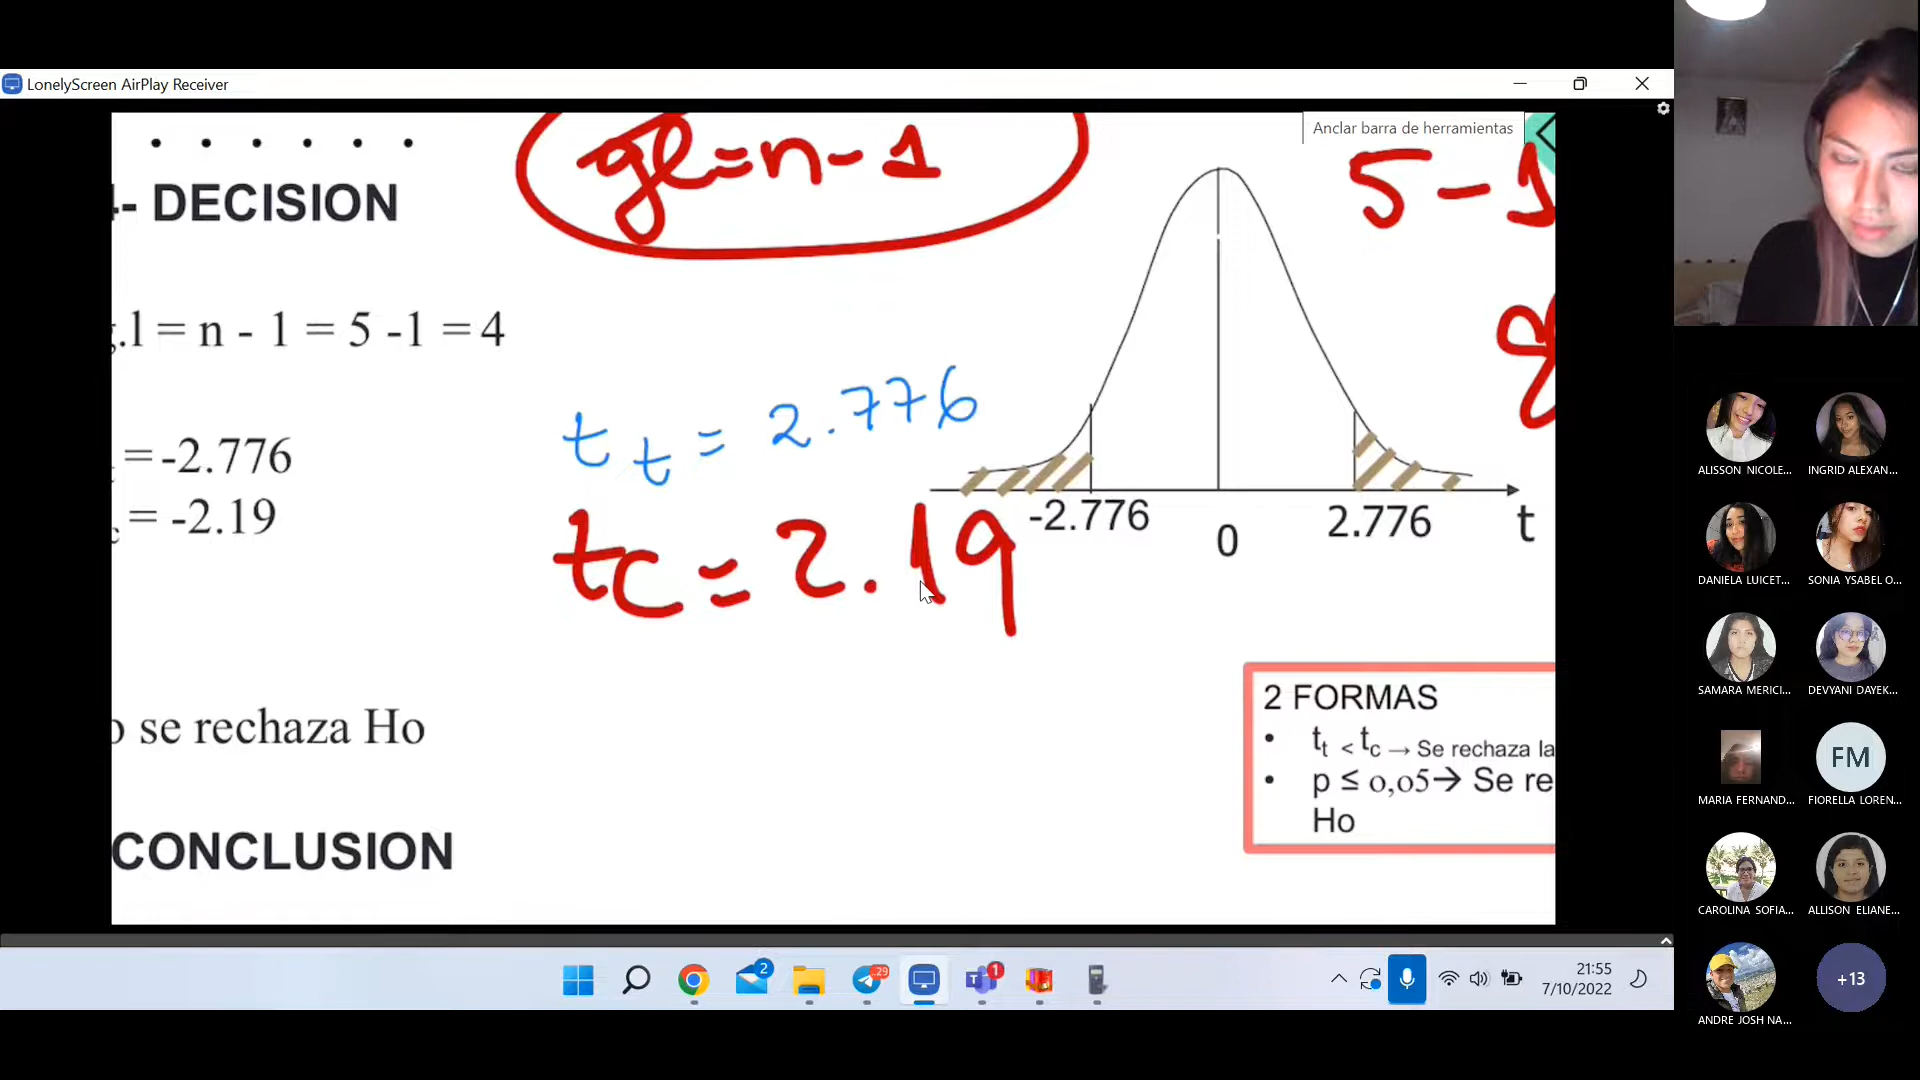 LonelyScreen AirPlay Receiver
Anclar barra de herramientas
gl=n-1
5-1
4- DECISION
g.l = n - 1 = 5 -1 = 4
tt = 2.776
= -2.776
= -2.19
tc = 2.19
-2.776
0
2.776
t
o se rechaza Ho
2 FORMAS
• tt < tc → Se rechaza la
• p ≤ 0,05→ Se re
Ho
CONCLUSION
ALISSON NICOLE...
INGRID ALEXAN...
DANIELA LUICET...
SONIA YSABEL O...
SAMARA MERICI...
DEVYANI DAYEK...
MARIA FERNAND...
FM
FIORELLA LOREN...
CAROLINA SOFIA...
ALLISON ELIANE...
ANDRE JOSH NA...
+13
2
29
1
21:55
7/10/2022